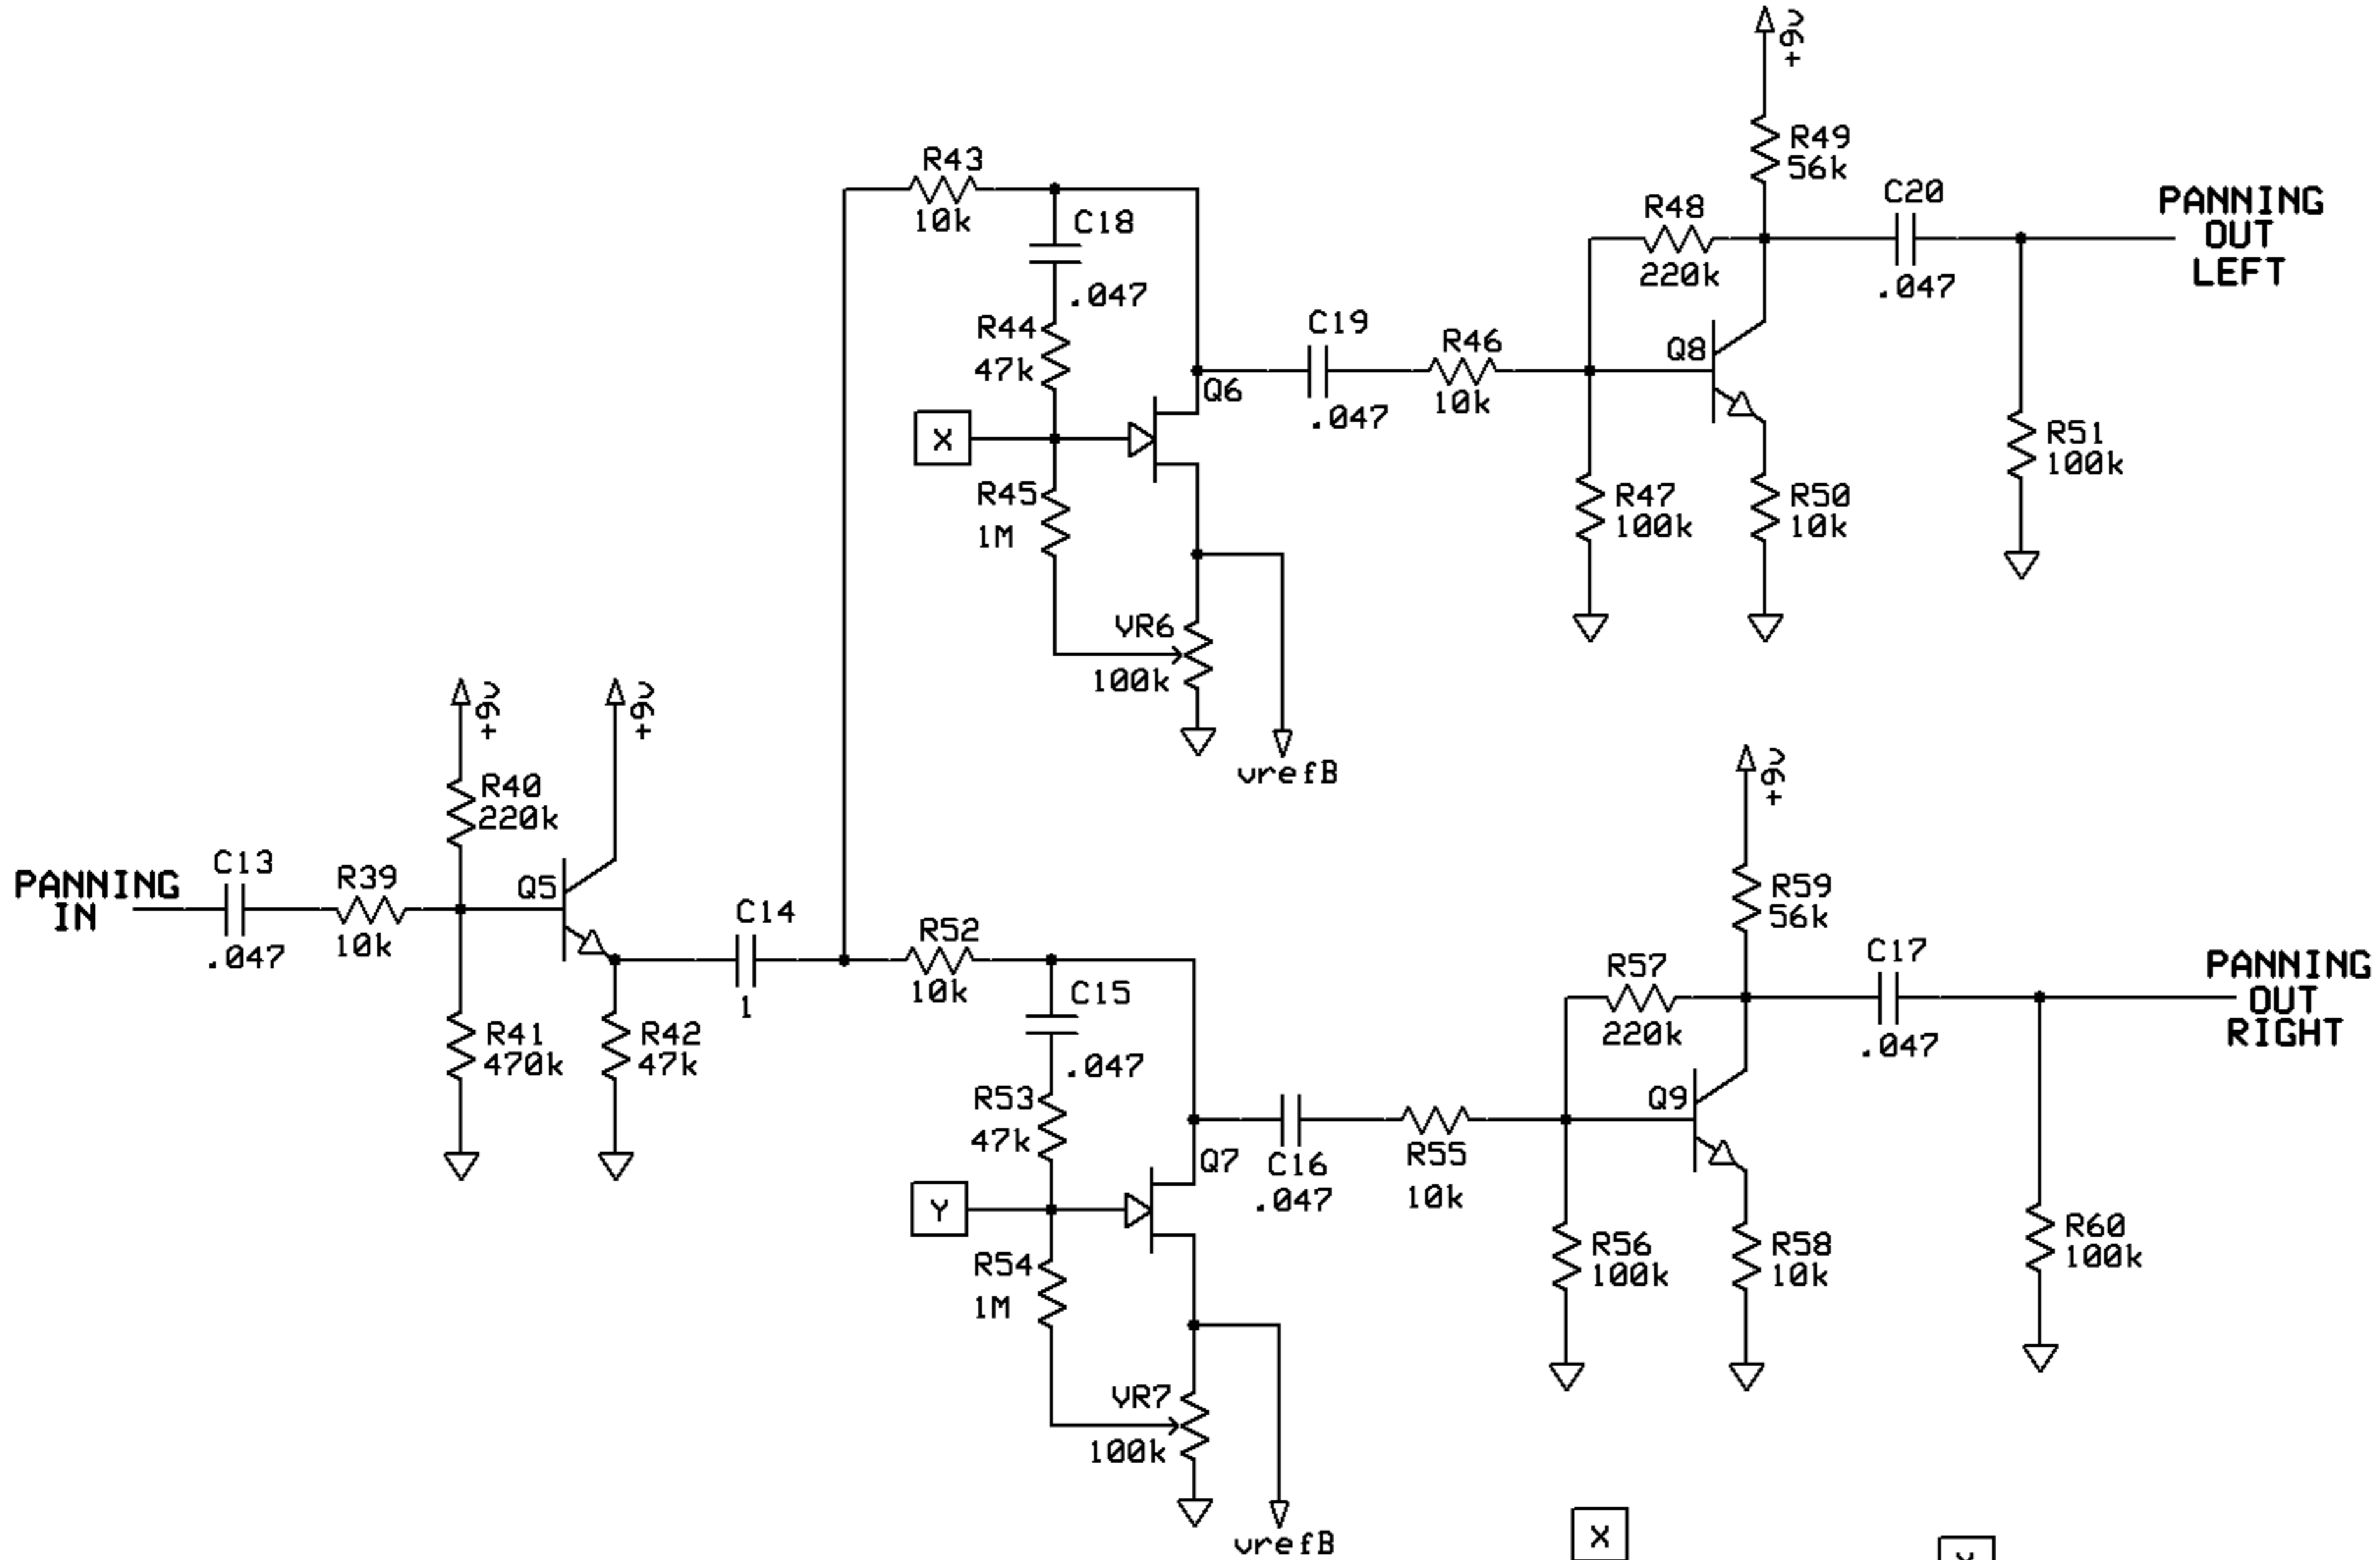 +9V
R49
56k
R43
10k
C18
.047
R48
220k
C20
.047
PANNING
OUT
LEFT
R44
47k
C19
.047
R46
10k
Q8
Q6
X
R45
1M
R47
100k
R50
10k
R51
100k
VR6
100k
vrefB
+9V
+9V
R40
220k
+9V
PANNING
IN
C13
.047
R39
10k
Q5
C14
1
R52
10k
C15
.047
R59
56k
R57
220k
C17
.047
PANNING
OUT
RIGHT
R41
470k
R42
47k
R53
47k
Q9
Q7
C16
.047
R55
10k
Y
R54
1M
R56
100k
R58
10k
R60
100k
VR7
100k
vrefB
X